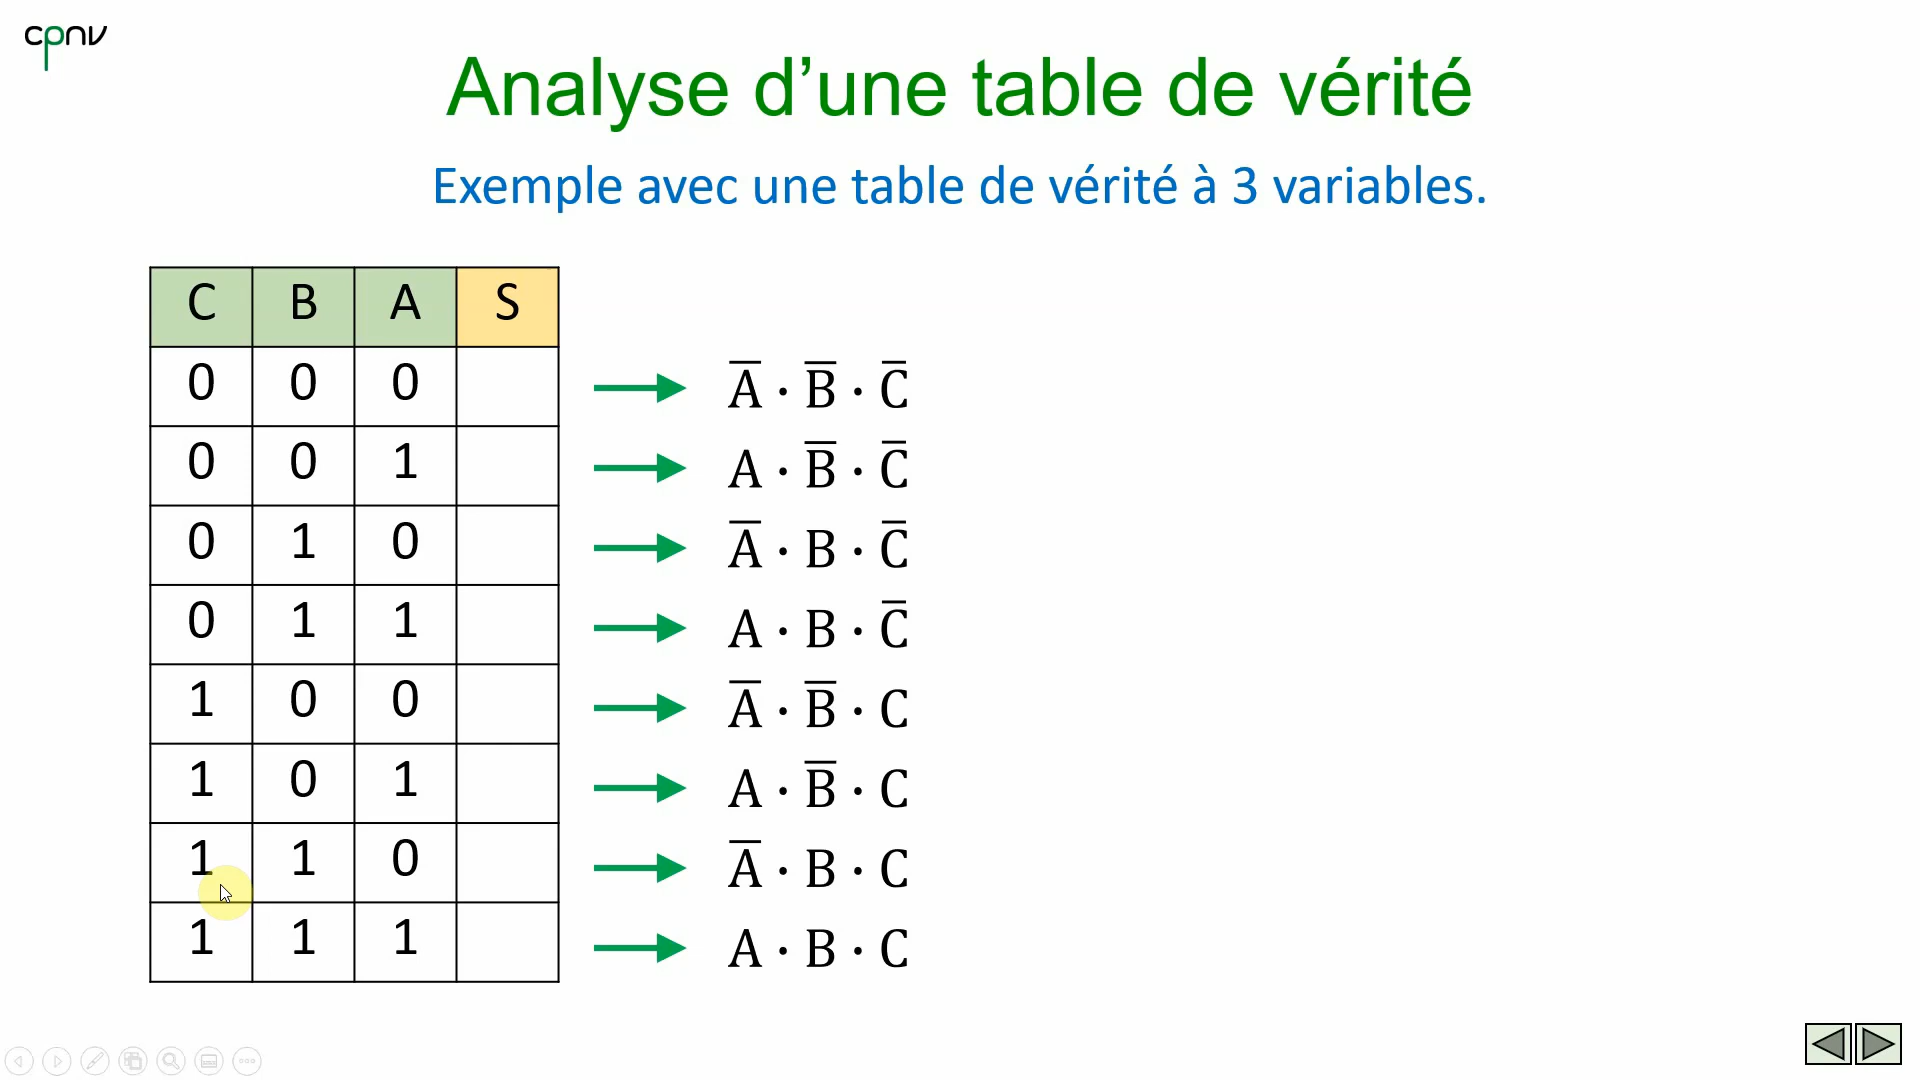 cpnv
Analyse d’une table de vérité
Exemple avec une table de vérité à 3 variables.
C B A S
0 0 0 A̅ · B̅ · C̅
0 0 1 A · B̅ · C̅
0 1 0 A̅ · B · C̅
0 1 1 A · B · C̅
1 0 0 A̅ · B̅ · C
1 0 1 A · B̅ · C
1 1 0 A̅ · B · C
1 1 1 A · B · C